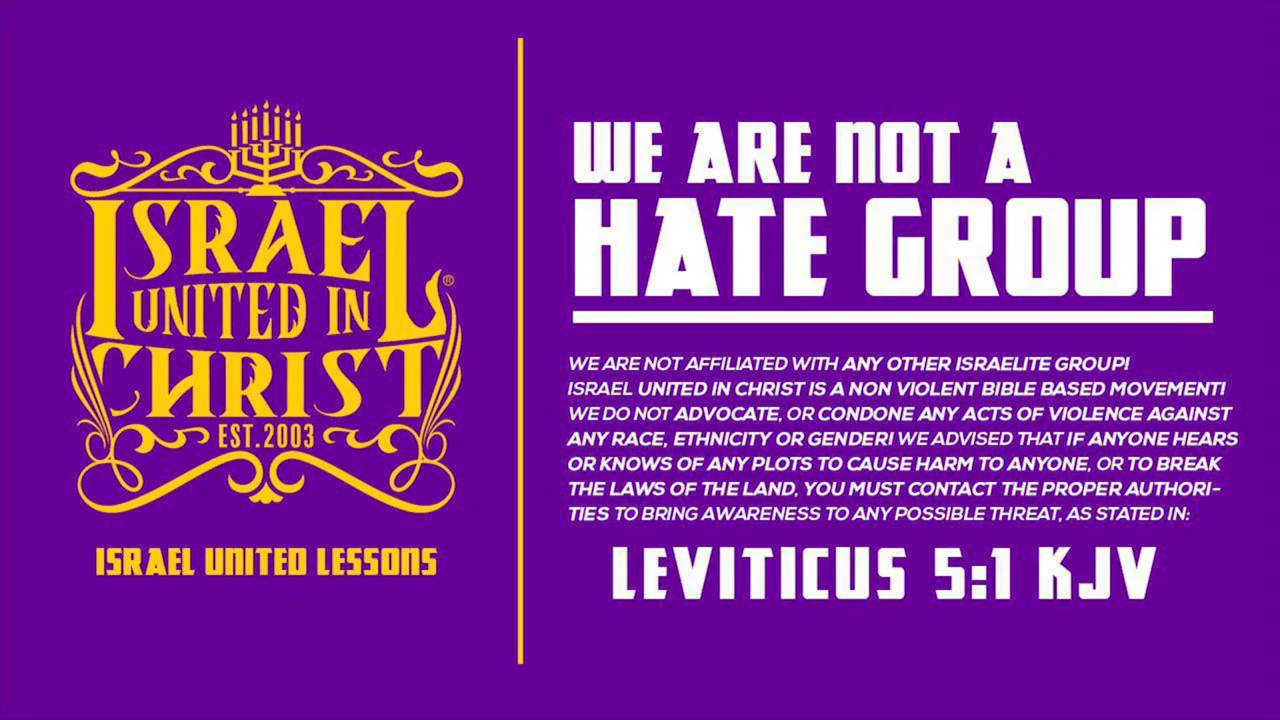 ISRAEL
UNITED IN
CHRIST
®
EST.2003
ISRAEL UNITED LESSONS
WE ARE NOT A
HATE GROUP
WE ARE NOT AFFILIATED WITH ANY OTHER ISRAELITE GROUP!
ISRAEL UNITED IN CHRIST IS A NON VIOLENT BIBLE BASED MOVEMENT!
WE DO NOT ADVOCATE, OR CONDONE ANY ACTS OF VIOLENCE AGAINST
ANY RACE, ETHNICITY OR GENDER! WE ADVISED THAT IF ANYONE HEARS
OR KNOWS OF ANY PLOTS TO CAUSE HARM TO ANYONE, OR TO BREAK
THE LAWS OF THE LAND, YOU MUST CONTACT THE PROPER AUTHORI-
TIES TO BRING AWARENESS TO ANY POSSIBLE THREAT, AS STATED IN:
LEVITICUS 5:1 KJV